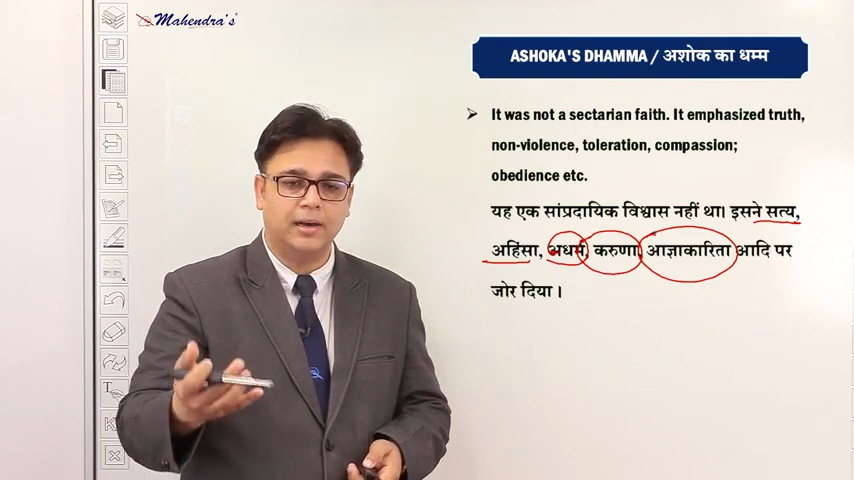 Mahendra's
ASHOKA'S DHAMMA / अशोक का धम्म
It was not a sectarian faith. It emphasized truth,
non-violence, toleration, compassion;
obedience etc.
यह एक सांप्रदायिक विश्वास नहीं था। इसने सत्य,
अहिंसा, अधर्म, करुणा, आज्ञाकारिता आदि पर
जोर दिया ।